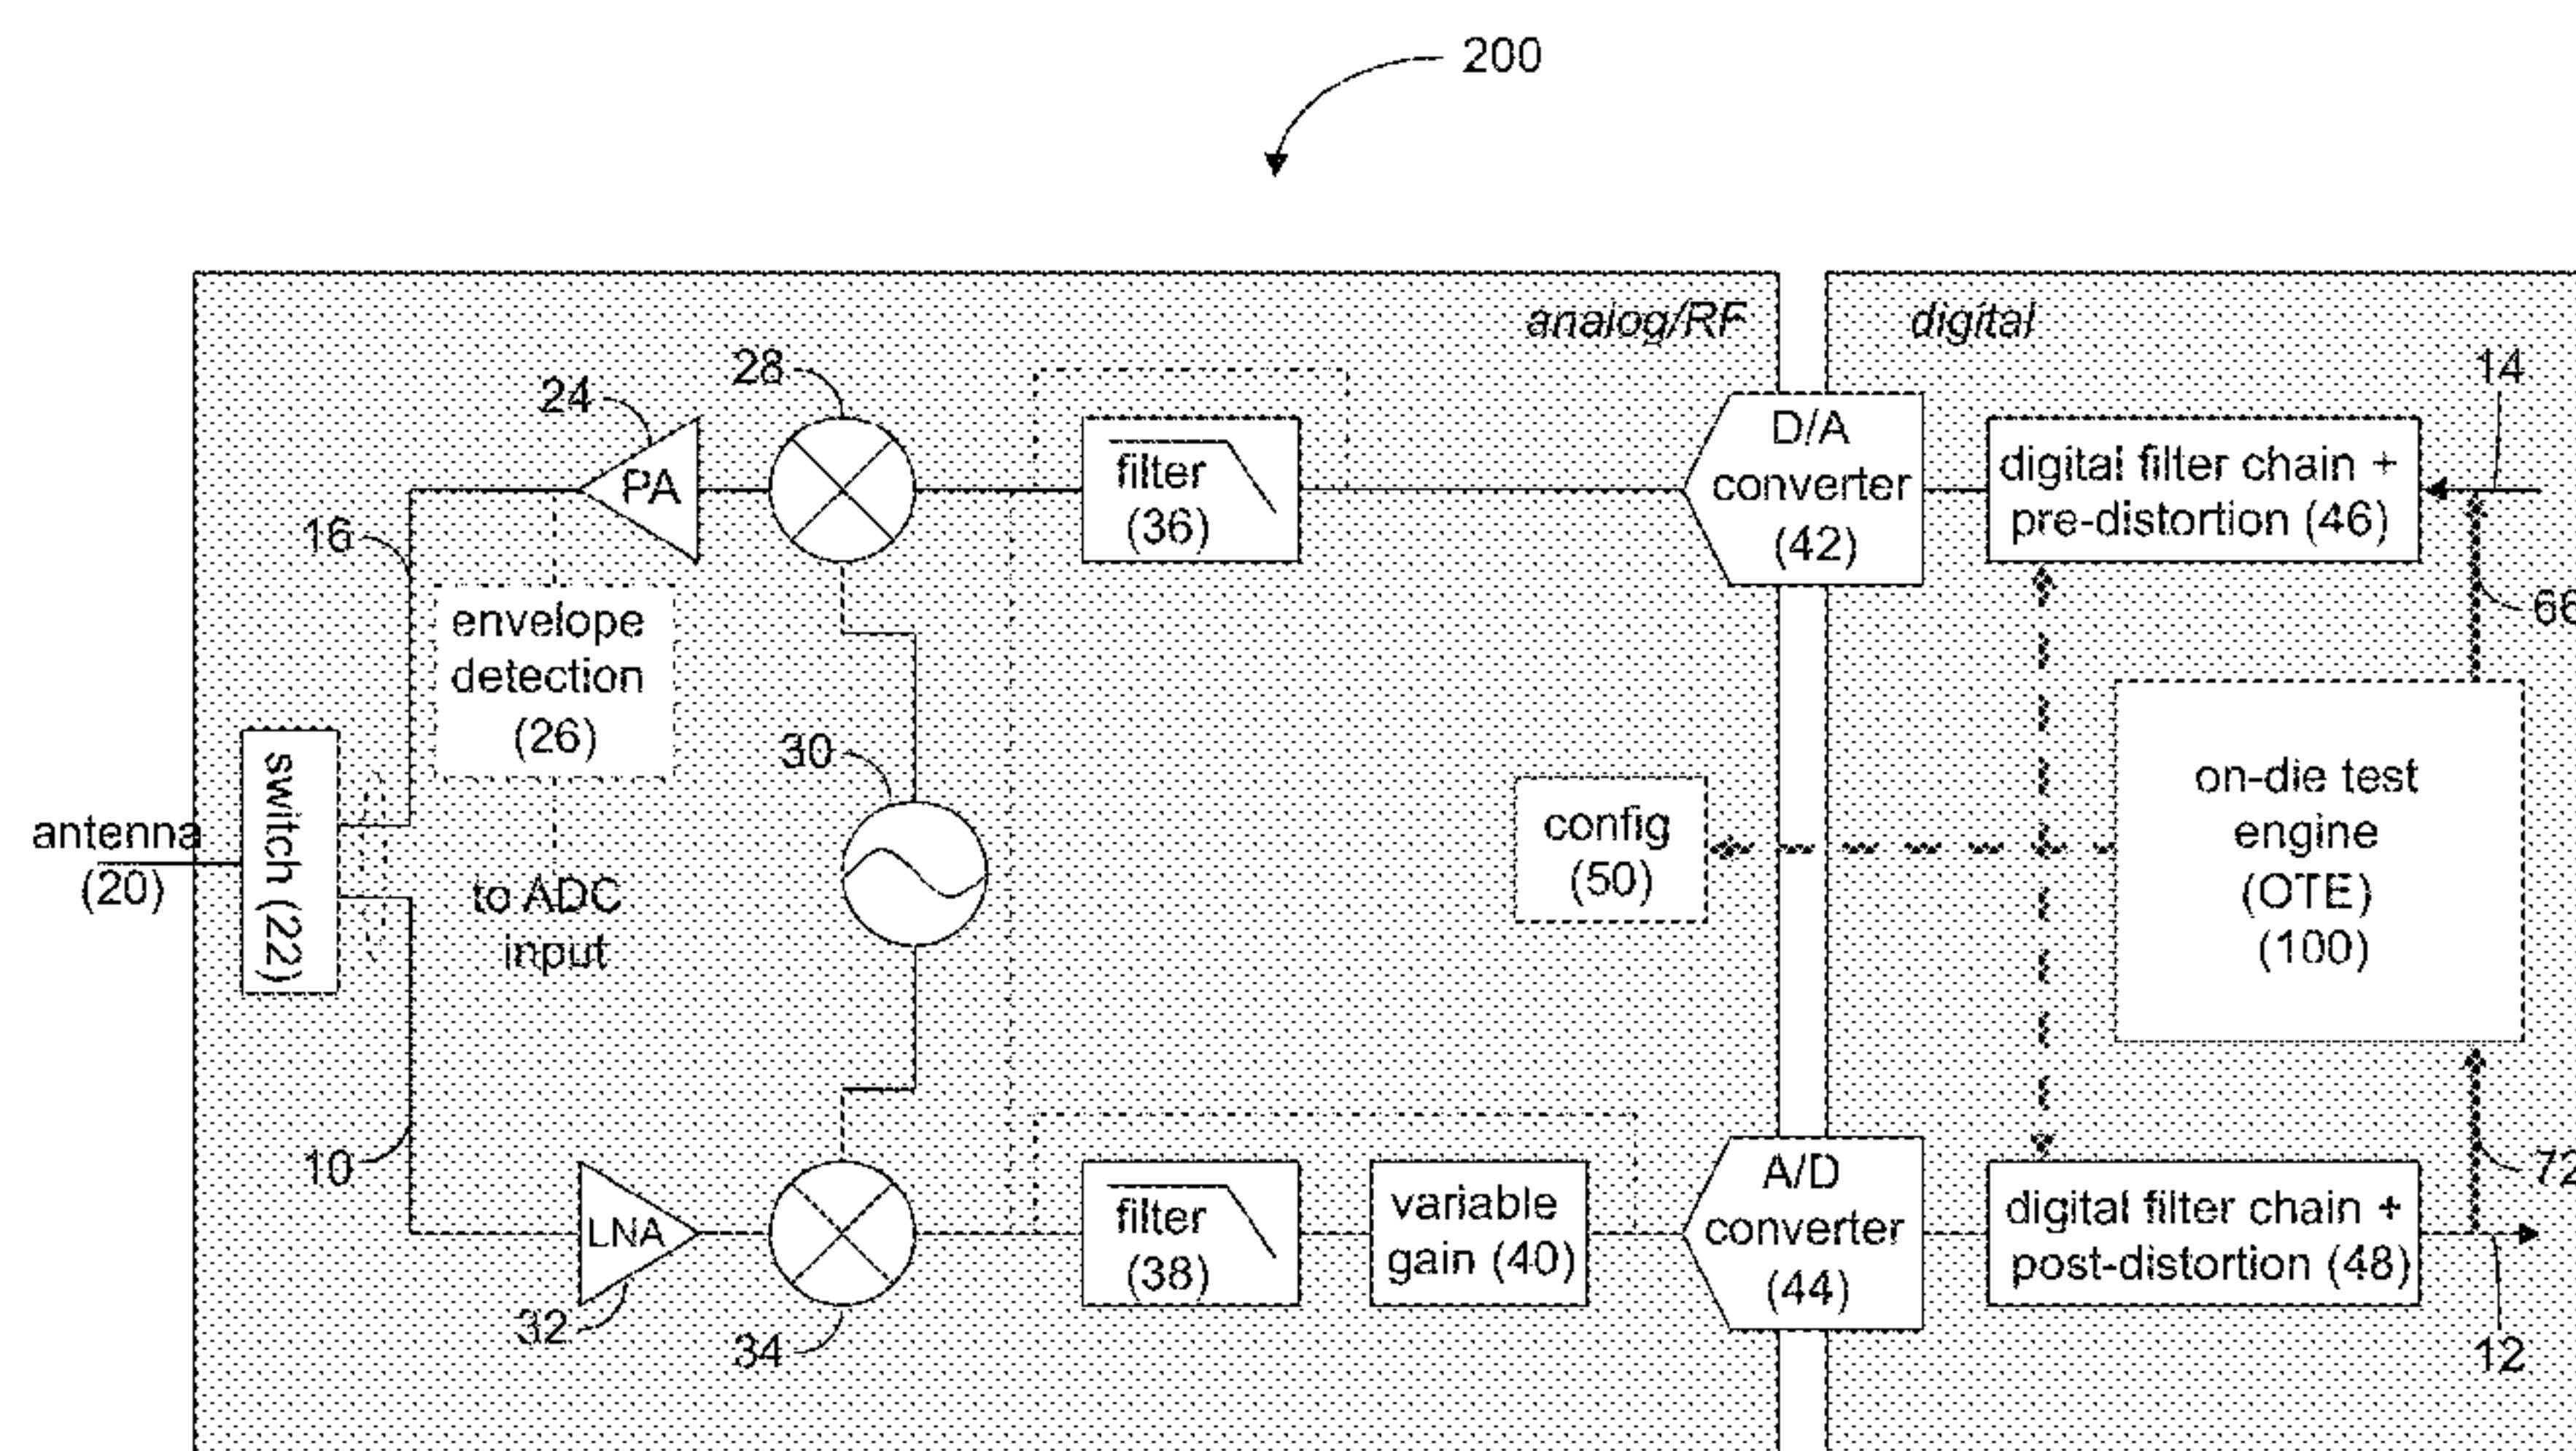 200
analog/RF
digital
28
24
14
PA
filter
(36)
D/A
converter
(42)
digital filter chain +
pre-distortion (46)
16
66
envelope
detection
(26)
30
switch (22)
antenna
(20)
to ADC
input
config
(50)
on-die test
engine
(OTE)
(100)
10
72
LNA
32
34
filter
(38)
variable
gain (40)
A/D
converter
(44)
digital filter chain +
post-distortion (48)
12